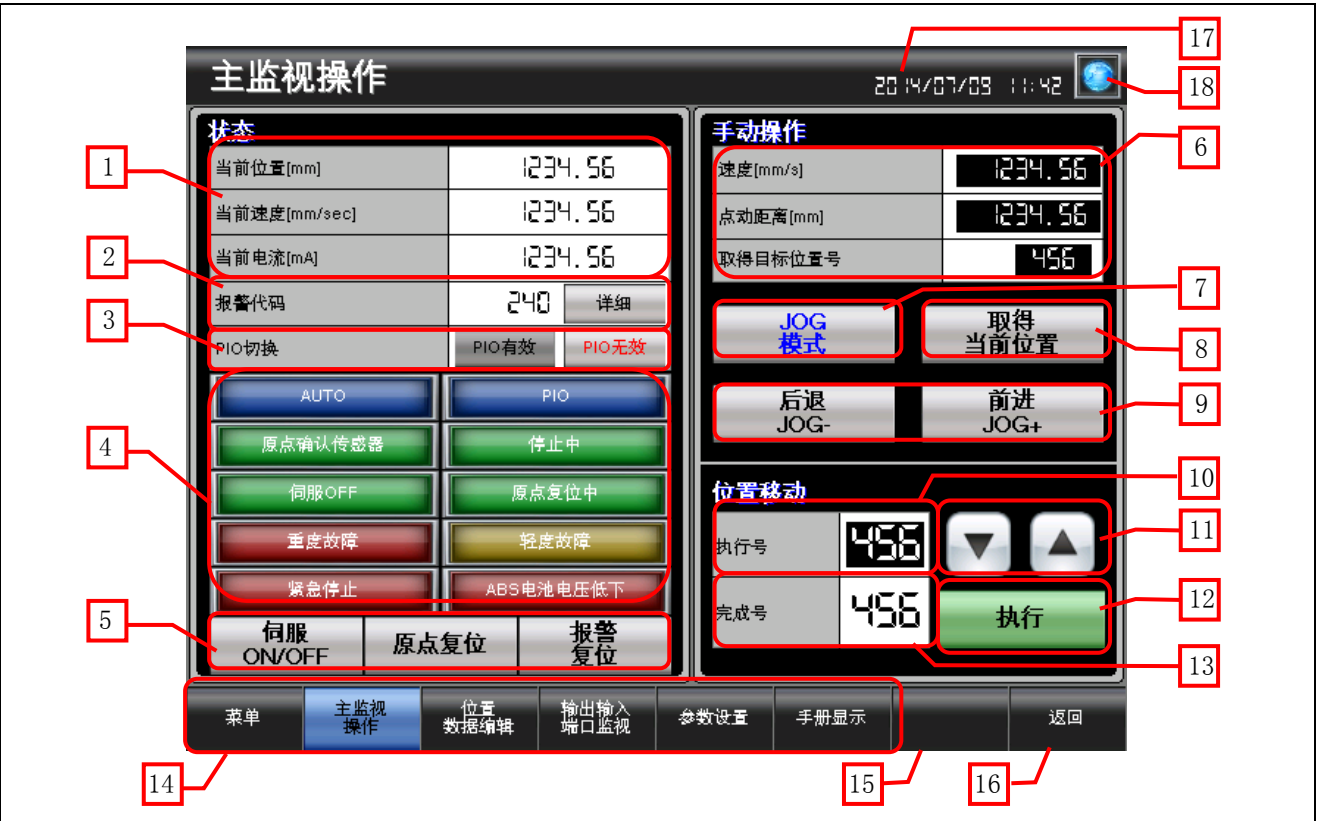 17
主监视操作
2014/07/09 11:42
18
状态
手动操作
6
1
当前位置[mm]
1234.56
速度[mm/s]
1234.56
当前速度[mm/sec]
1234.56
点动距离[mm]
1234.56
2
当前电流[mA]
1234.56
取得目标位置号
456
7
报警代码
240
详细
3
JOG
模式
取得
当前位置
8
PIO切换
PIO有效
PIO无效
AUTO
PIO
后退
JOG-
前进
JOG+
9
4
原点确认传感器
停止中
伺服OFF
原点复位中
位置移动
10
重度故障
轻度故障
执行号
456
▼
▲
11
紧急停止
ABS电池电压低下
完成号
456
执行
12
5
伺服
ON/OFF
原点复位
报警
复位
13
菜单
主监视
操作
位置
数据编辑
输出输入
端口监视
参数设置
手册显示
返回
14
15
16